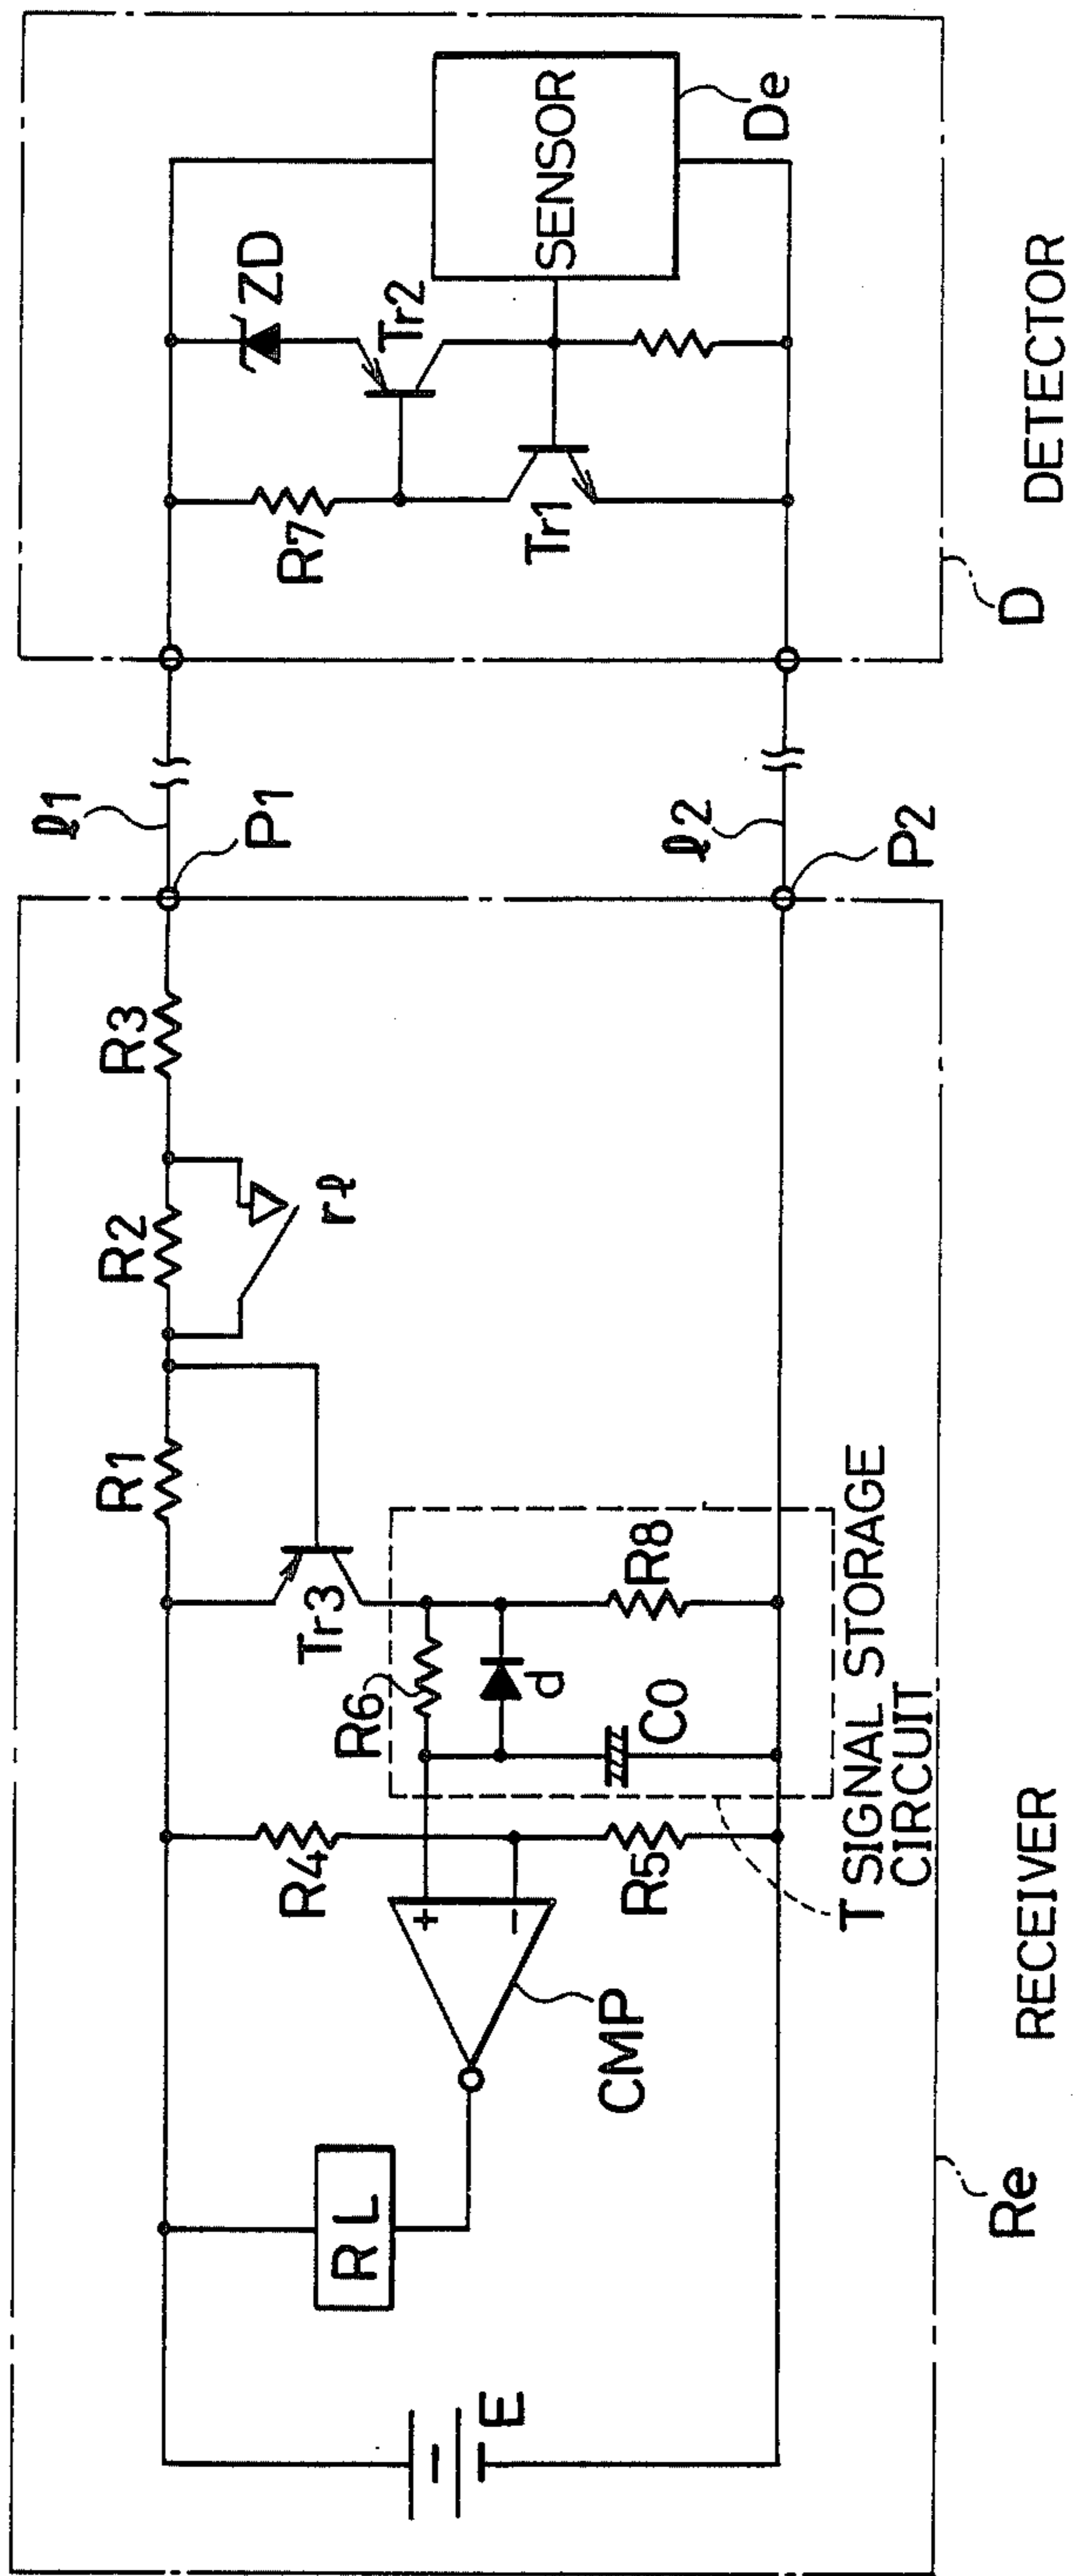 R1
R2
R3
ℓ1
P1
rℓ
Tr3
R6
d
C0
R8
R4
R5
+
−
CMP
RL
E
T SIGNAL STORAGE
CIRCUIT
ℓ2
P2
RECEIVER
Re
R7
ZD
Tr2
Tr1
SENSOR
De
D
DETECTOR